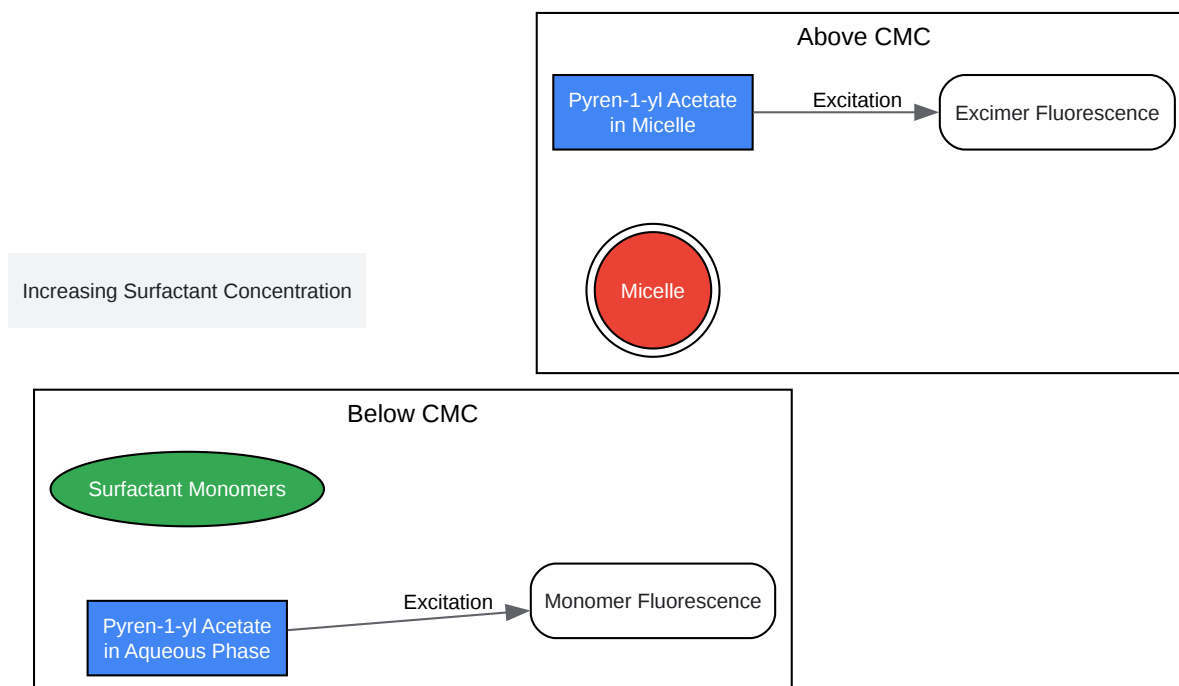 Above CMC
Pyren-1-yl Acetate
in Micelle
Excitation
Excimer Fluorescence
Micelle
Increasing Surfactant Concentration
Below CMC
Surfactant Monomers
Pyren-1-yl Acetate
in Aqueous Phase
Excitation
Monomer Fluorescence